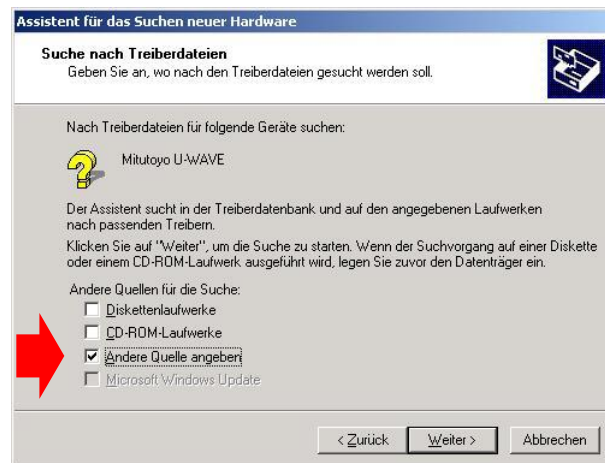 Assistent für das Suchen neuer Hardware
Suche nach Treiberdateien
Geben Sie an, wo nach den Treiberdateien gesucht werden soll.
Nach Treiberdateien für folgende Geräte suchen:
Mitutoyo U-WAVE
Der Assistent sucht in der Treiberdatenbank und auf den angegebenen Laufwerken
nach passenden Treibern.
Klicken Sie auf "Weiter", um die Suche zu starten. Wenn der Suchvorgang auf einer Diskette
oder einem CD-ROM-Laufwerk ausgeführt wird, legen Sie zuvor den Datenträger ein.
Andere Quellen für die Suche:
Diskettenlaufwerke
CD-ROM-Laufwerke
Andere Quelle angeben
Microsoft Windows Update
< Zurück Weiter > Abbrechen